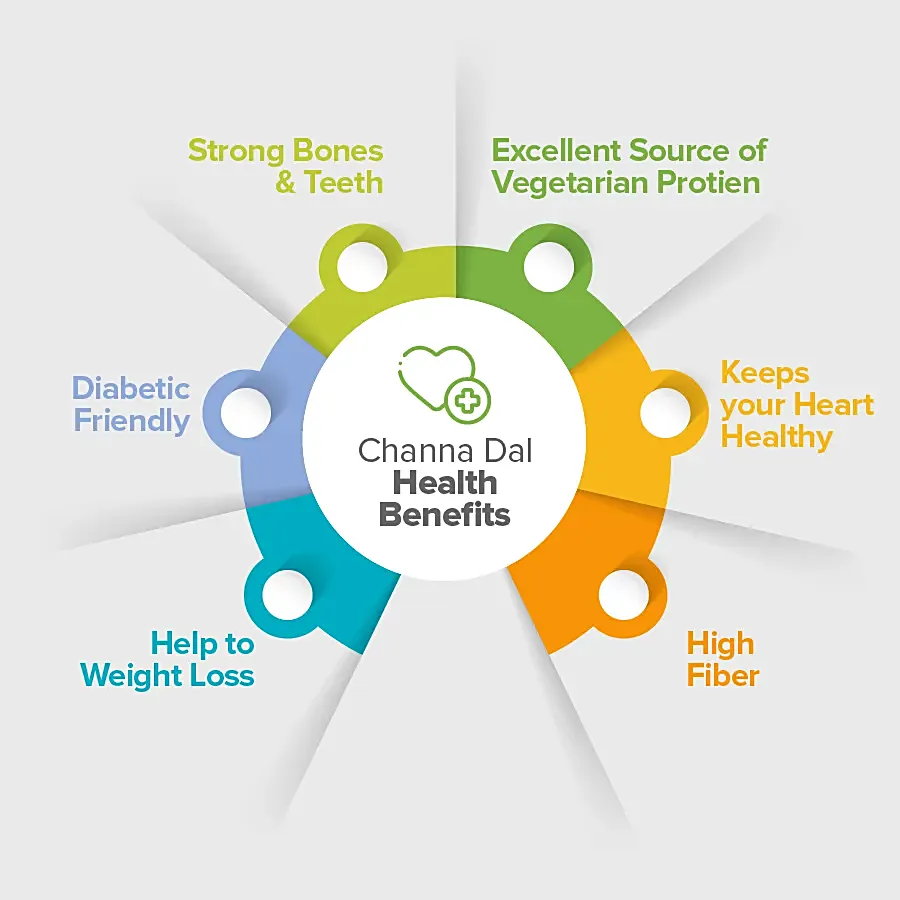 Strong Bones
& Teeth
Excellent Source of
Vegetarian Protien
Diabetic
Friendly
Keeps
your Heart
Healthy
Channa Dal
Health
Benefits
Help to
Weight Loss
High
Fiber